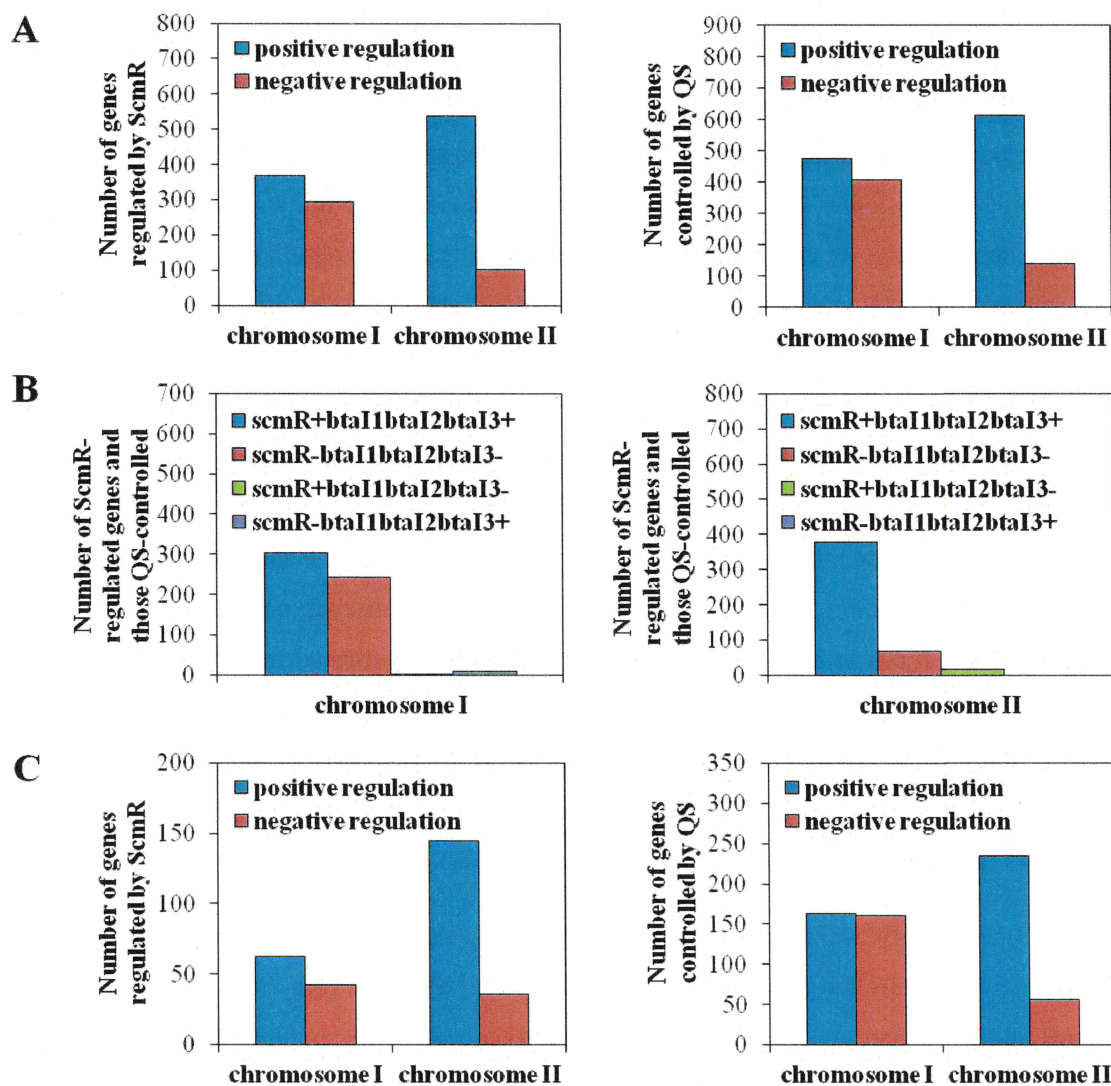 A
Number of genes
regulated by ScmR
800
700
600
500
400
300
200
100
0
positive regulation
negative regulation
chromosome I
chromosome II
Number of genes
controlled by QS
900
800
700
600
500
400
300
200
100
0
positive regulation
negative regulation
chromosome I
chromosome II
B
Number of ScmR-
regulated genes and
those QS-controlled
700
600
500
400
300
200
100
0
scmR+btaI1btaI2btaI3+
scmR-btaI1btaI2btaI3-
scmR+btaI1btaI2btaI3-
scmR-btaI1btaI2btaI3+
chromosome I
Number of ScmR-
regulated genes and
those QS-controlled
800
700
600
500
400
300
200
100
0
scmR+btaI1btaI2btaI3+
scmR-btaI1btaI2btaI3-
scmR+btaI1btaI2btaI3-
scmR-btaI1btaI2btaI3+
chromosome II
C
Number of genes
regulated by ScmR
200
150
100
50
0
positive regulation
negative regulation
chromosome I
chromosome II
Number of genes
controlled by QS
350
300
250
200
150
100
50
0
positive regulation
negative regulation
chromosome I
chromosome II